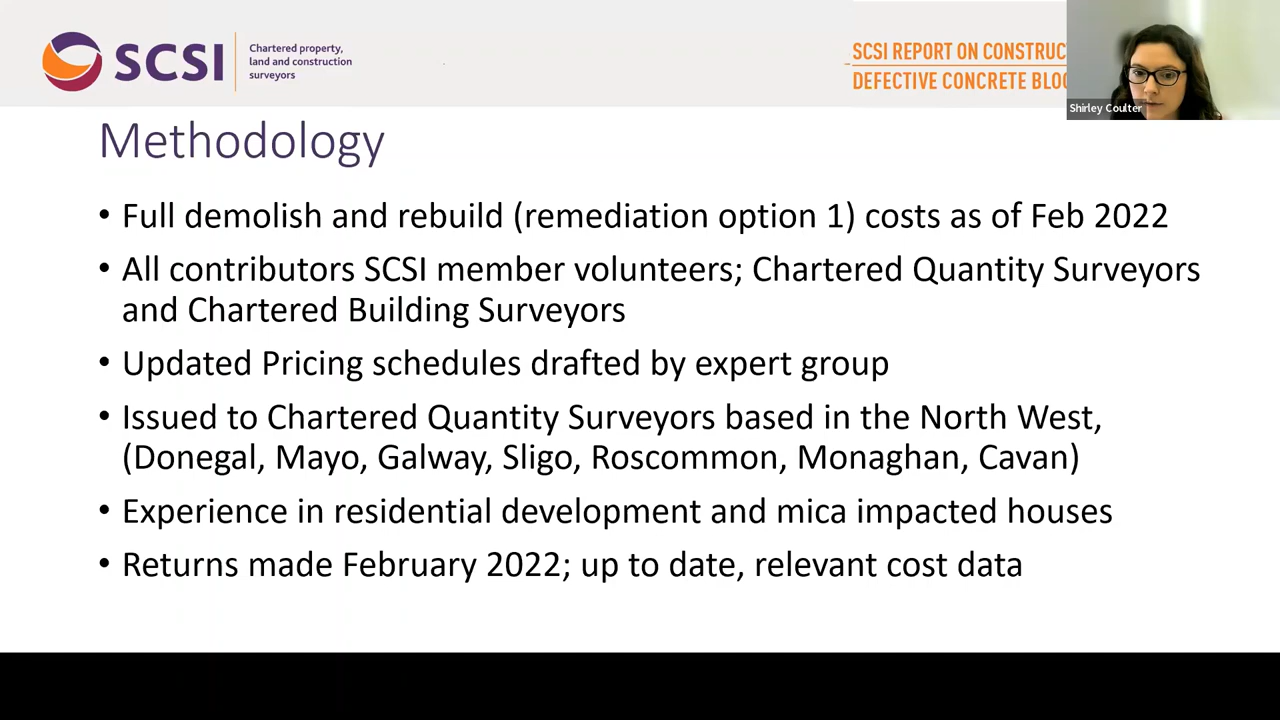 SCSI
Chartered property,
land and construction
surveyors
SCSI REPORT ON
DEFECTIVE CONCRETE
Shirley Coulter
Methodology
• Full demolish and rebuild (remediation option 1) costs as of Feb 2022
• All contributors SCSI member volunteers; Chartered Quantity Surveyors
and Chartered Building Surveyors
• Updated Pricing schedules drafted by expert group
• Issued to Chartered Quantity Surveyors based in the North West,
(Donegal, Mayo, Galway, Sligo, Roscommon, Monaghan, Cavan)
• Experience in residential development and mica impacted houses
• Returns made February 2022; up to date, relevant cost data